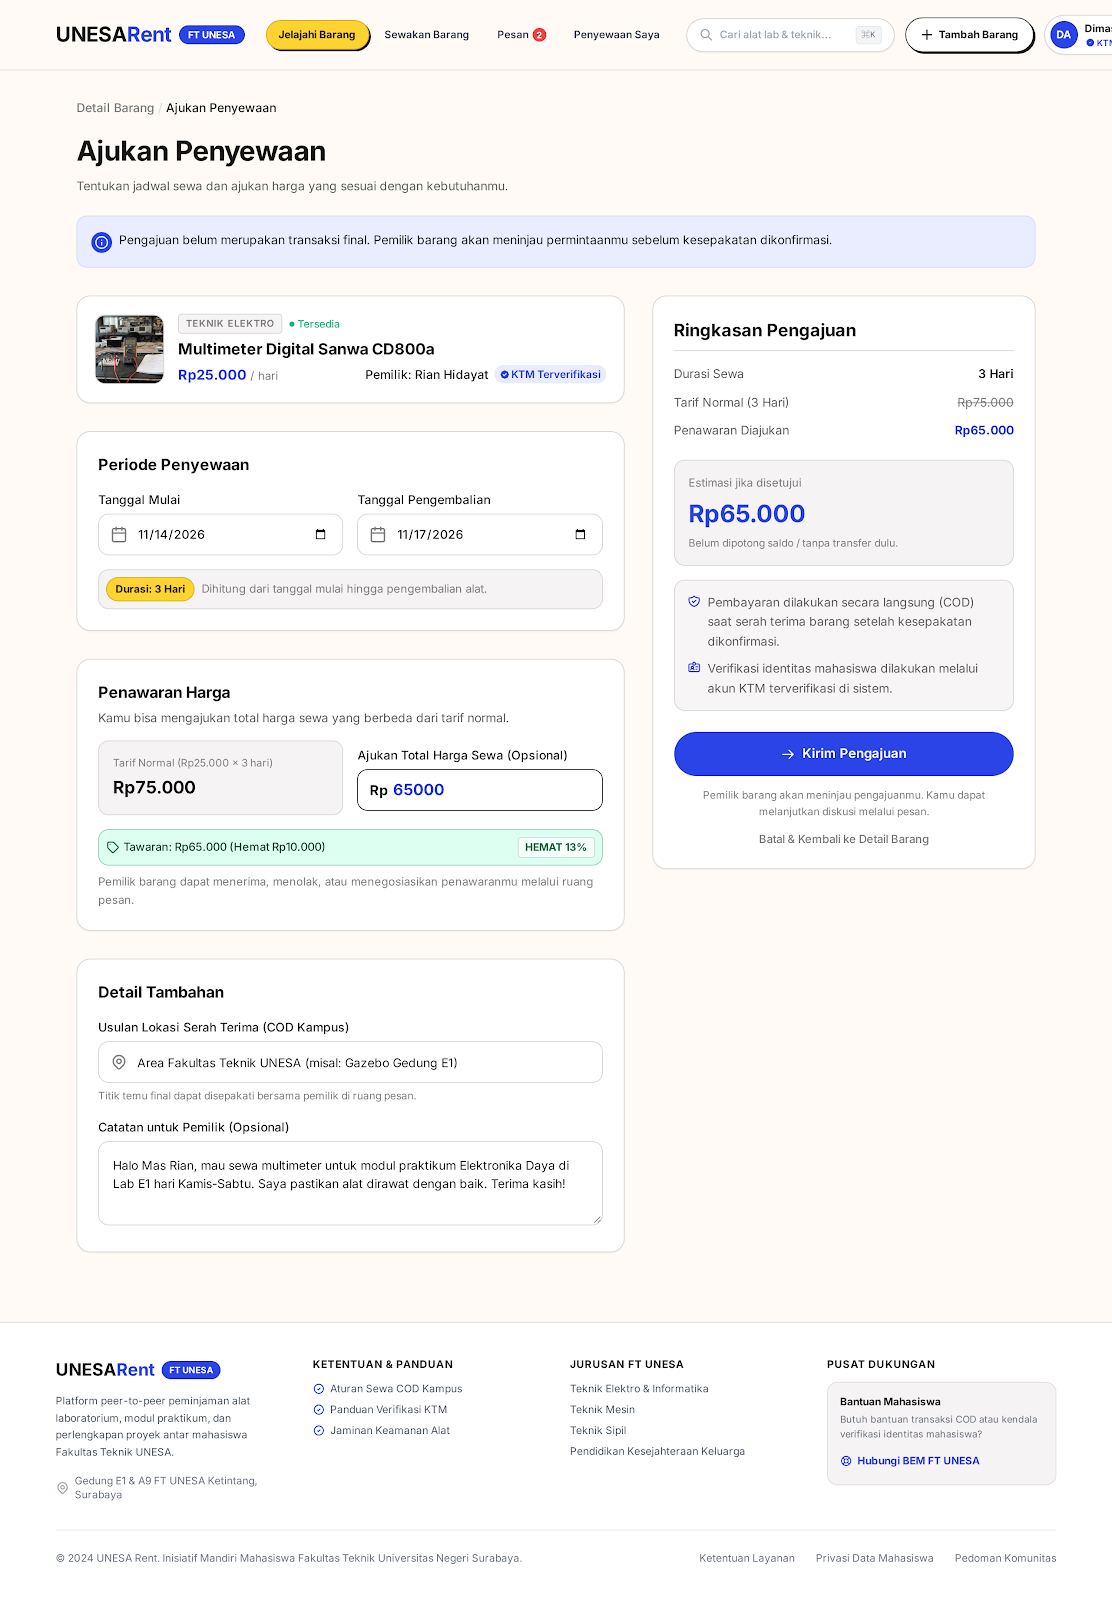 UNESARent FT UNESA Jelajahi Barang Sewakan Barang Pesan 2 Penyewaan Saya Cari alat lab & teknik... ⌘K + Tambah Barang DA Dimas
KTM
Detail Barang / Ajukan Penyewaan
Ajukan Penyewaan
Tentukan jadwal sewa dan ajukan harga yang sesuai dengan kebutuhanmu.
Pengajuan belum merupakan transaksi final. Pemilik barang akan meninjau permintaanmu sebelum kesepakatan dikonfirmasi.
TEKNIK ELEKTRO Tersedia
Multimeter Digital Sanwa CD800a
Rp25.000 / hari Pemilik: Rian Hidayat KTM Terverifikasi
Periode Penyewaan
Tanggal Mulai Tanggal Pengembalian
11/14/2026 11/17/2026
Durasi: 3 Hari Dihitung dari tanggal mulai hingga pengembalian alat.
Penawaran Harga
Kamu bisa mengajukan total harga sewa yang berbeda dari tarif normal.
Tarif Normal (Rp25.000 × 3 hari)
Rp75.000
Ajukan Total Harga Sewa (Opsional)
Rp 65000
Tawaran: Rp65.000 (Hemat Rp10.000) HEMAT 13%
Pemilik barang dapat menerima, menolak, atau menegosiasikan penawaranmu melalui ruang
pesan.
Detail Tambahan
Usulan Lokasi Serah Terima (COD Kampus)
Area Fakultas Teknik UNESA (misal: Gazebo Gedung E1)
Titik temu final dapat disepakati bersama pemilik di ruang pesan.
Catatan untuk Pemilik (Opsional)
Halo Mas Rian, mau sewa multimeter untuk modul praktikum Elektronika Daya di
Lab E1 hari Kamis-Sabtu. Saya pastikan alat dirawat dengan baik. Terima kasih!
Ringkasan Pengajuan
Durasi Sewa 3 Hari
Tarif Normal (3 Hari) Rp75.000
Penawaran Diajukan Rp65.000
Estimasi jika disetujui
Rp65.000
Belum dipotong saldo / tanpa transfer dulu.
Pembayaran dilakukan secara langsung (COD)
saat serah terima barang setelah kesepakatan
dikonfirmasi.
Verifikasi identitas mahasiswa dilakukan melalui
akun KTM terverifikasi di sistem.
→ Kirim Pengajuan
Pemilik barang akan meninjau pengajuanmu. Kamu dapat
melanjutkan diskusi melalui pesan.
Batal & Kembali ke Detail Barang
UNESARent FT UNESA
Platform peer-to-peer peminjaman alat
laboratorium, modul praktikum, dan
perlengkapan proyek antar mahasiswa
Fakultas Teknik UNESA.
Gedung E1 & A9 FT UNESA Ketintang,
Surabaya
KETENTUAN & PANDUAN
Aturan Sewa COD Kampus
Panduan Verifikasi KTM
Jaminan Keamanan Alat
JURUSAN FT UNESA
Teknik Elektro & Informatika
Teknik Mesin
Teknik Sipil
Pendidikan Kesejahteraan Keluarga
PUSAT DUKUNGAN
Bantuan Mahasiswa
Butuh bantuan transaksi COD atau kendala
verifikasi identitas mahasiswa?
Hubungi BEM FT UNESA
© 2024 UNESA Rent. Inisiatif Mandiri Mahasiswa Fakultas Teknik Universitas Negeri Surabaya. Ketentuan Layanan Privasi Data Mahasiswa Pedoman Komunitas